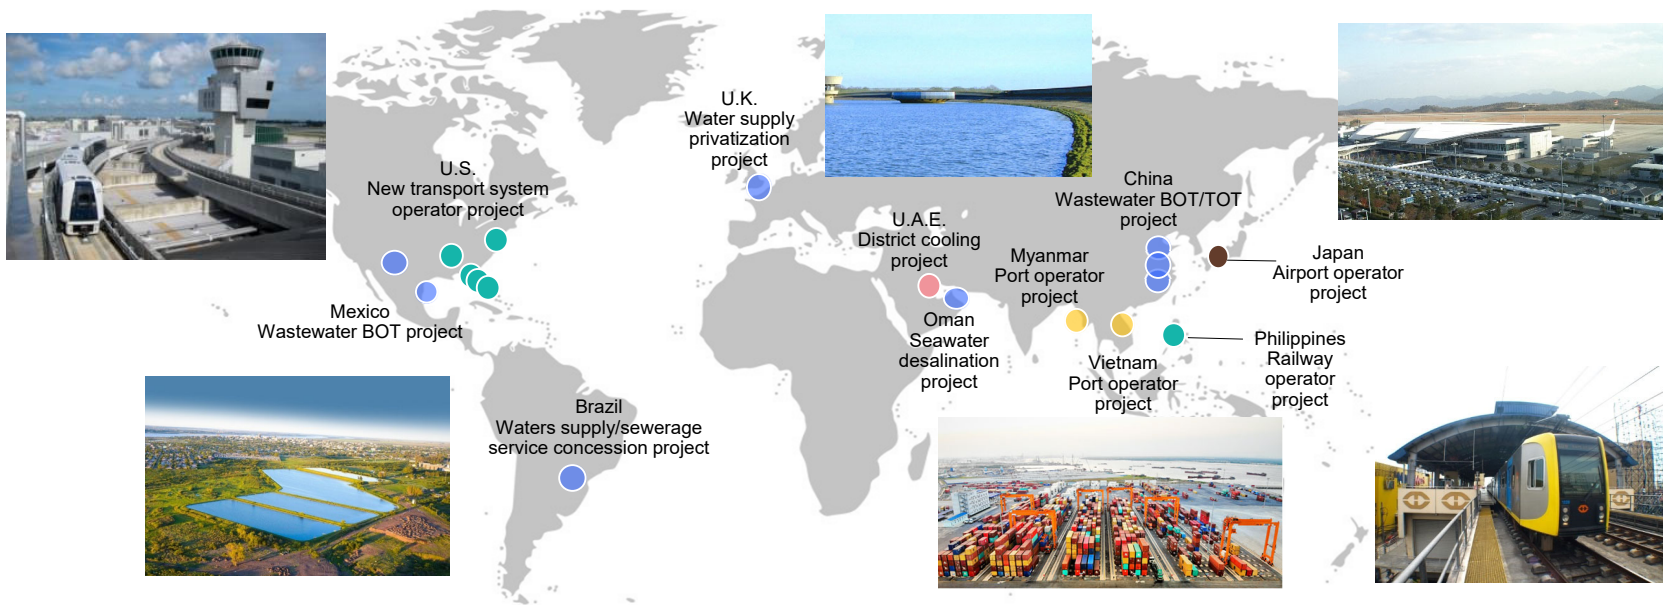 U.S.
New transport system
operator project
Mexico
Wastewater BOT project
Brazil
Waters supply/sewerage
service concession project
U.K.
Water supply
privatization
project
U.A.E.
District cooling
project
Oman
Seawater
desalination
project
Myanmar
Port operator
project
China
Wastewater BOT/TOT
project
Vietnam
Port operator
project
Japan
Airport operator
project
Philippines
Railway
operator
project